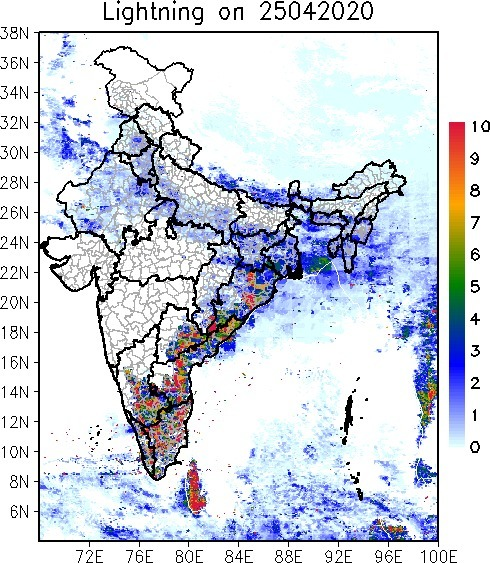 Lightning on 25042020
38N
36N
34N
32N
30N
28N
26N
24N
22N
20N
18N
16N
14N
12N
10N
8N
6N
72E 76E 80E 84E 88E 92E 96E 100E
10
9
8
7
6
5
4
3
2
1
0